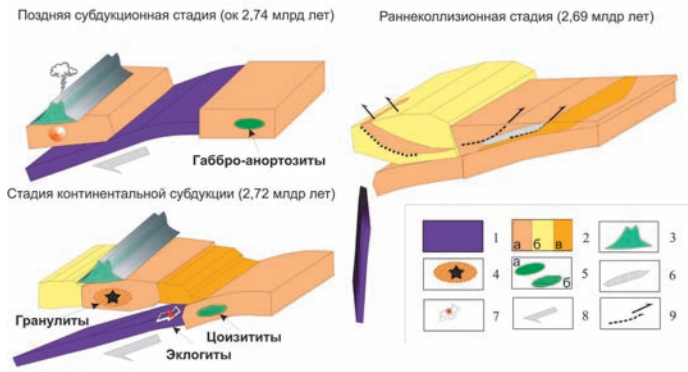 Поздняя субдукционная стадия (ок 2,74 млрд лет)
Габбро-анортозиты
Стадия континентальной субдукции (2,72 млдр лет)
Гранулиты
Эклогиты
Цоизититы
Раннеколлизионная стадия (2,69 млдр лет)
1
а б в 2
3
4
а б 5
6
7
8
9